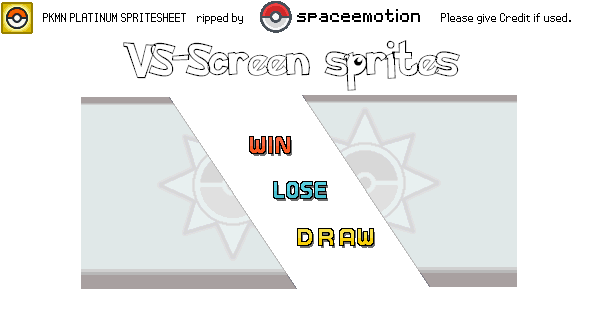 PKMN PLATINUM SPRITESHEET ripped by spaceemotion Please give Credit if used.
VS-Screen sprites
WIN
LOSE
DRAW